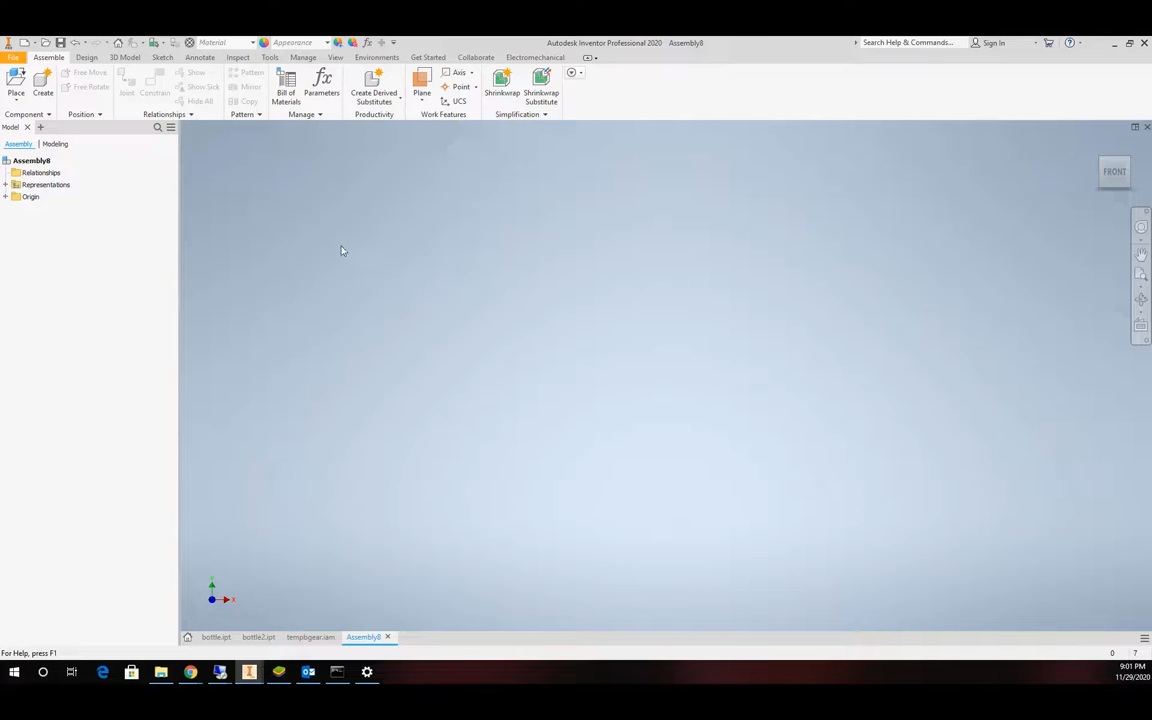 Material
Appearance
fx
Autodesk Inventor Professional 2020 Assembly8
Search Help & Commands...
Sign In
File Assemble Design 3D Model Sketch Annotate Inspect Tools Manage View Environments Get Started Collaborate Electromechanical
Place
Create
Free Move
Free Rotate
Joint
Constrain
Show
Show Sick
Hide All
Pattern
Mirror
Copy
Bill of
Materials
fx
Parameters
Create Derived
Substitutes
Plane
Axis
Point
UCS
Shrinkwrap
Shrinkwrap
Substitute
Component Position Relationships Pattern Manage Productivity Work Features Simplification
Model
Assembly Modeling
Assembly8
Relationships
Representations
Origin
FRONT
Y
X
bottle.ipt bottle2.ipt tempbgear.iam Assembly8
For Help, press F1
0 7
9:01 PM
11/29/2020